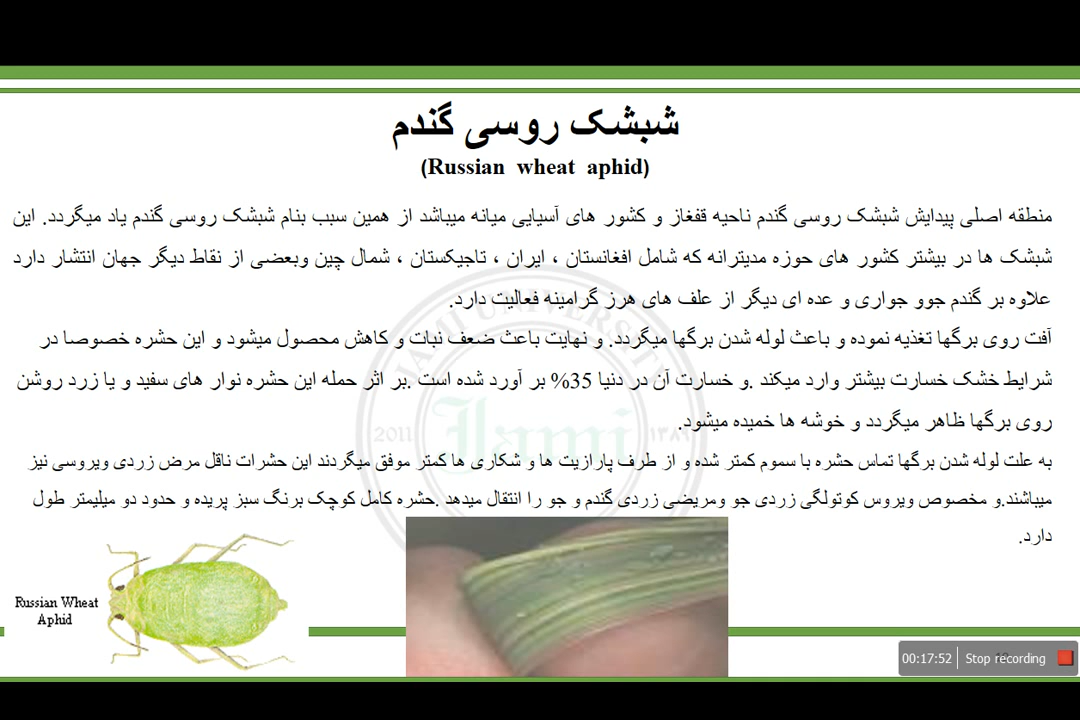 شبشک روسی گندم
(Russian wheat aphid)
منطقه اصلی پیدایش شبشک روسی گندم ناحیه قفغاز و کشور های آسیایی میانه میباشد از همین سبب بنام شبشک روسی گندم یاد میگردد. این
شبشک ها در بیشتر کشور های حوزه مدیترانه که شامل افغانستان ، ایران ، تاجیکستان ، شمال چین وبعضی از نقاط دیگر جهان انتشار دارد
علاوه بر گندم جوو جواری و عده ای دیگر از علف های هرز گرامینه فعالیت دارد.
آفت روی برگها تغذیه نموده و باعث لوله شدن برگها میگردد. و نهایت باعث ضعف نبات و کاهش محصول میشود و این حشره خصوصا در
شرایط خشک خسارت بیشتر وارد میکند .و خسارت آن در دنیا 35% بر آورد شده است .بر اثر حمله این حشره نوار های سفید و یا زرد روشن
روی برگها ظاهر میگردد و خوشه ها خمیده میشود.
به علت لوله شدن برگها تماس حشره با سموم کمتر شده و از طرف پارازیت ها و شکاری ها کمتر موفق میگردند این حشرات ناقل مرض زردی ویروسی نیز
میباشند.و مخصوص ویروس کوتولگی زردی جو ومریضی زردی گندم و جو را انتقال میدهد .حشره کامل کوچک برنگ سبز پریده و حدود دو میلیمتر طول
دارد.
JAMI UNIVERSITY
2011
Jami
۱۳۸۹
Russian Wheat
Aphid
00:17:52 Stop recording